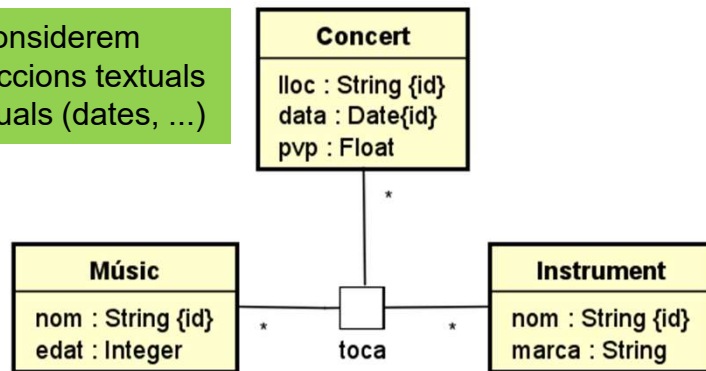 onsiderem
ccions textuals
uals (dates, ...)
Concert
lloc : String {id}
data : Date{id}
pvp : Float
*
Músic
nom : String {id}
edat : Integer
*
toca
*
Instrument
nom : String {id}
marca : String